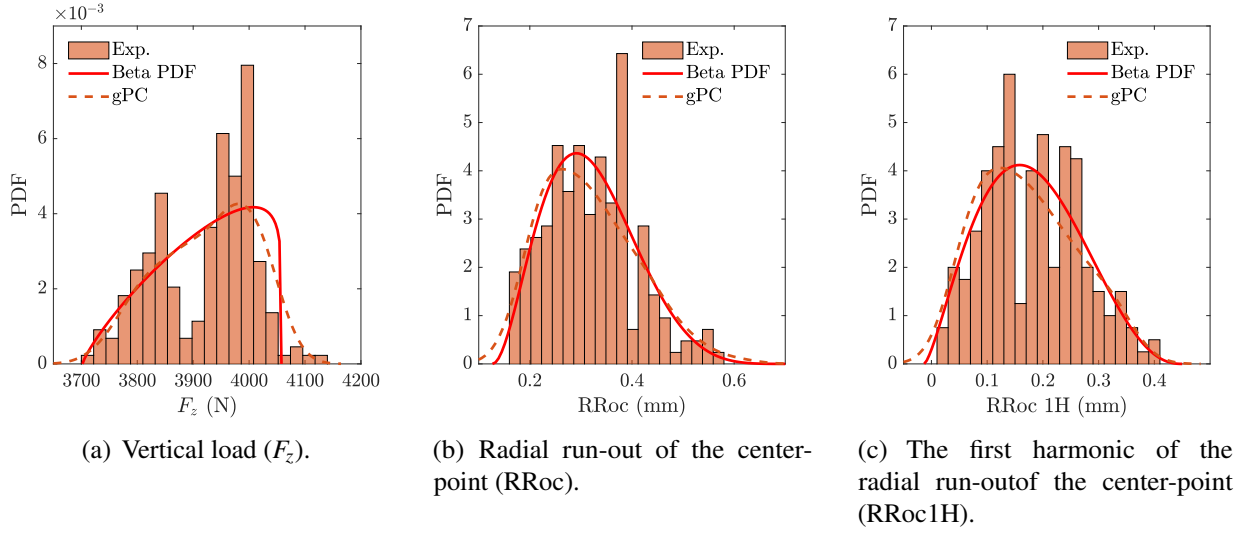 ×10⁻³
Exp.
Beta PDF
gPC
8
6
4
2
0
PDF
3700 3800 3900 4000 4100 4200
F_z (N)
(a) Vertical load (F_z).
Exp.
Beta PDF
gPC
7
6
5
4
3
2
1
0
PDF
0.2 0.4 0.6
RRoc (mm)
(b) Radial run-out of the center-
point (RRoc).
Exp.
Beta PDF
gPC
7
6
5
4
3
2
1
0
PDF
0 0.1 0.2 0.3 0.4
RRoc 1H (mm)
(c) The first harmonic of the
radial run-outof the center-point
(RRoc1H).